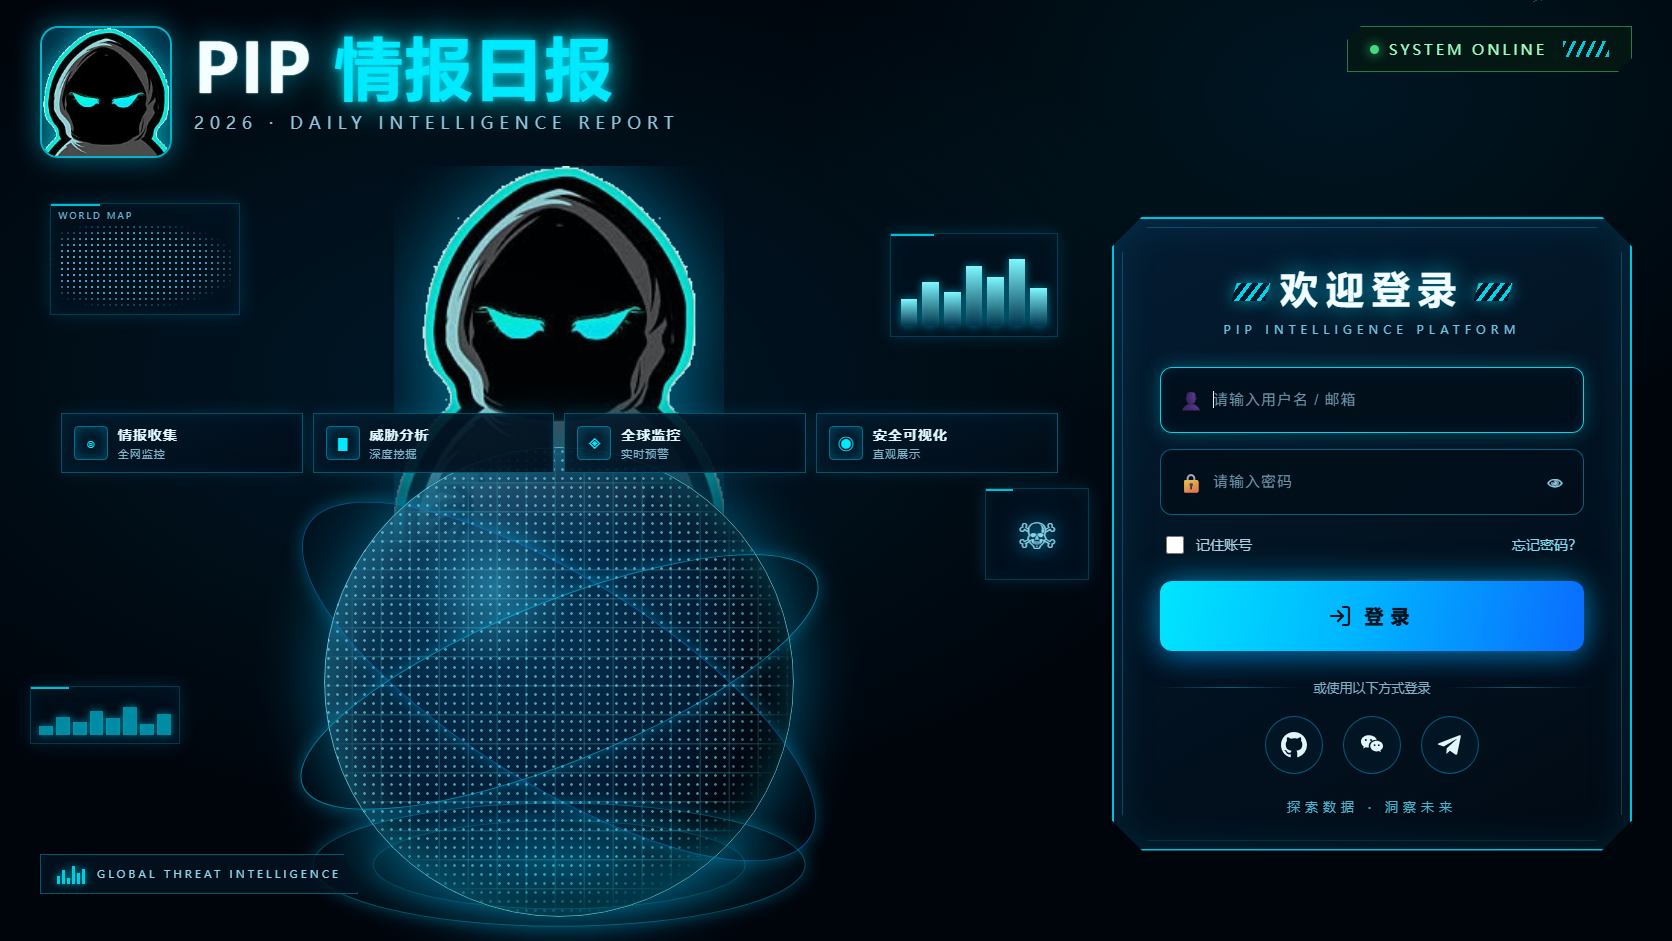 PIP 情报日报
2026 · DAILY INTELLIGENCE REPORT
SYSTEM ONLINE
WORLD MAP
情报收集
全网监控
威胁分析
深度挖掘
全球监控
实时预警
安全可视化
直观展示
GLOBAL THREAT INTELLIGENCE
欢迎登录
PIP INTELLIGENCE PLATFORM
请输入用户名 / 邮箱
请输入密码
记住账号
忘记密码?
登录
或使用以下方式登录
探索数据 · 洞察未来